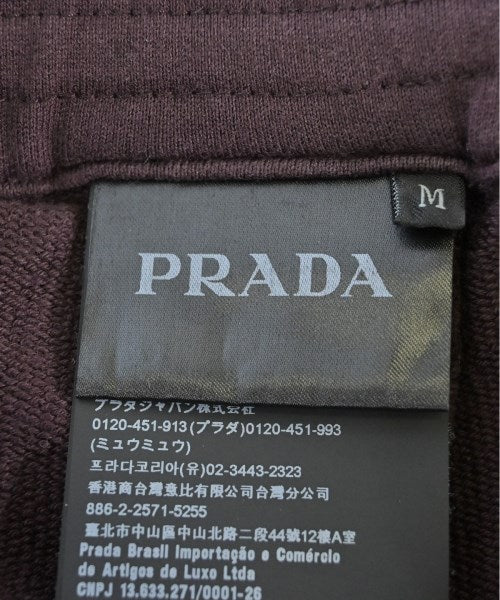 M
PRADA
プラダジャパン株式会社
0120-451-913(プラダ)0120-451-993
(ミュウミュウ)
프라다코리아(유)02-3443-2323
香港商台灣意比有限公司台灣分公司
886-2-2571-5255
臺北市中山區中山北路二段44號12樓A室
Prada Brasil Importação e Comércio
de Artigos de Luxo Ltda
CNPJ 13.633.271/0001-26